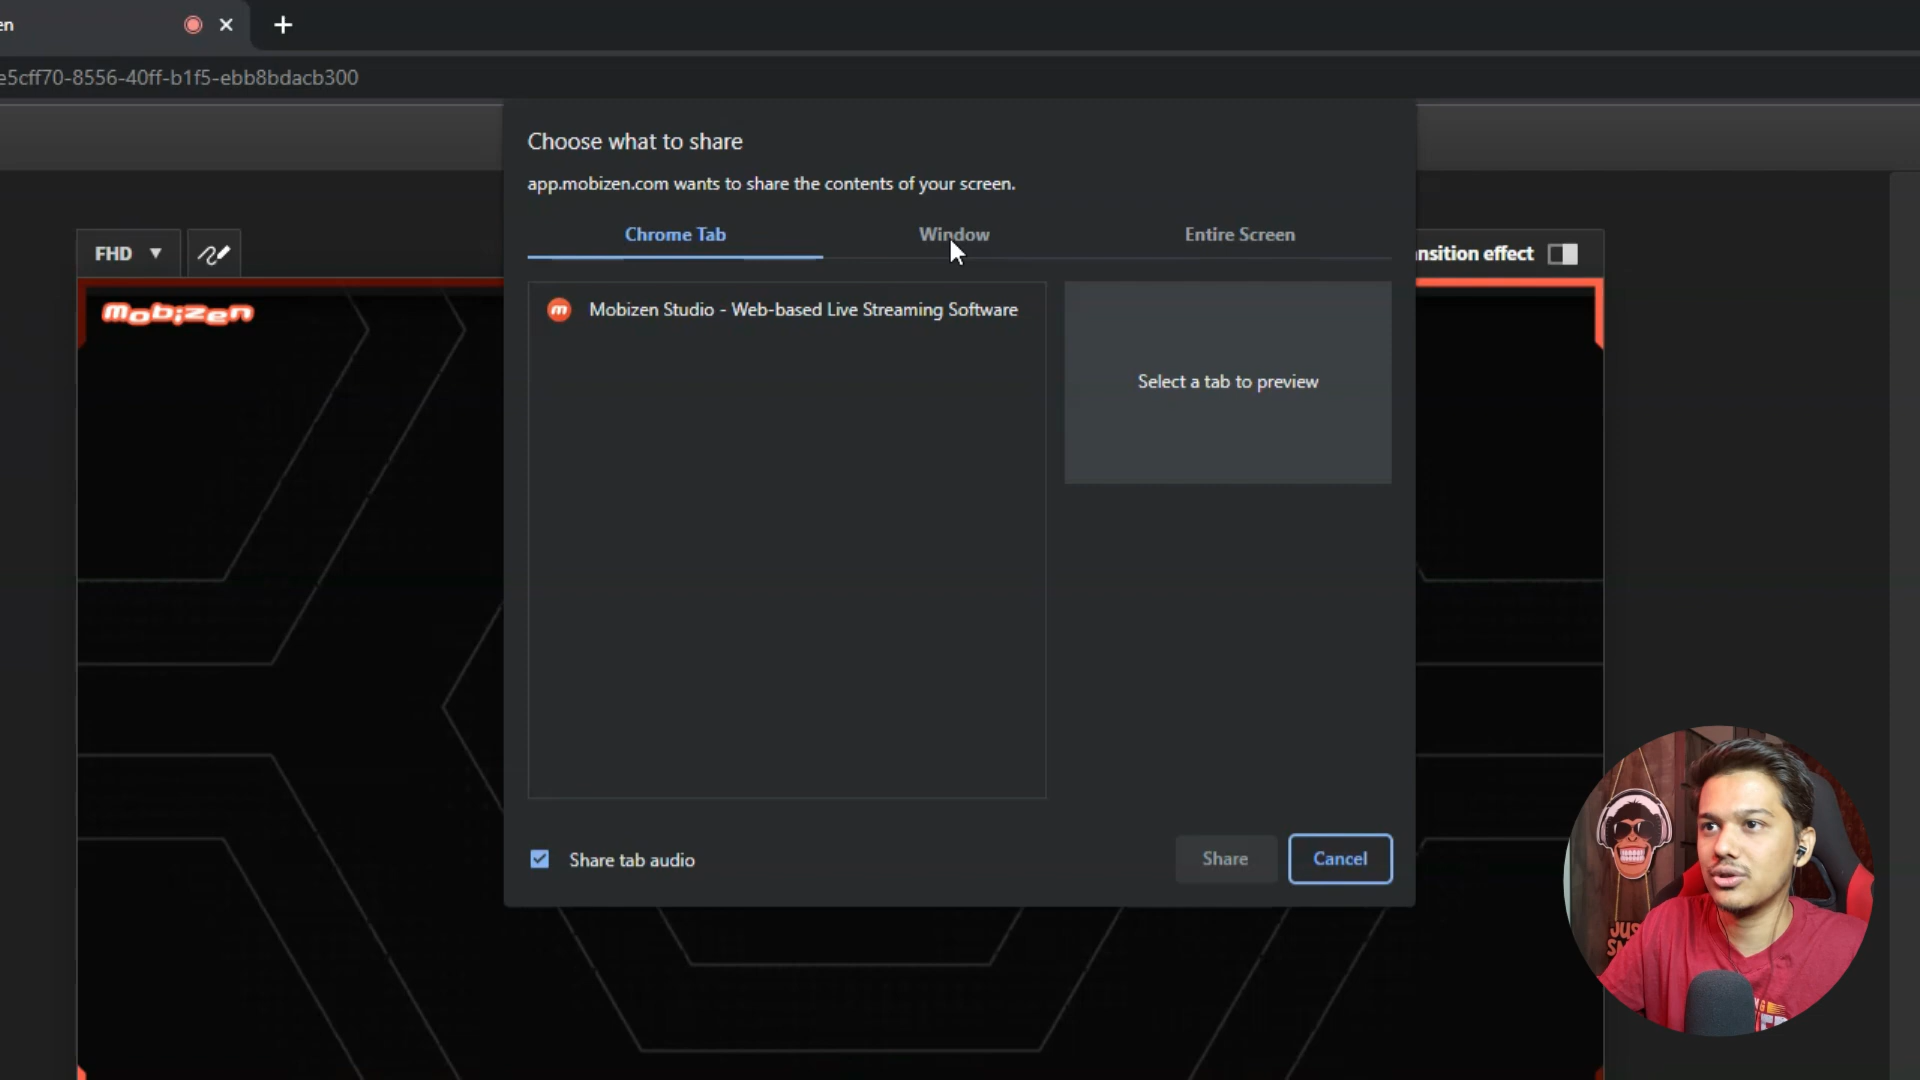 en
e5cff70-8556-40ff-b1f5-ebb8bdacb300
Choose what to share
app.mobizen.com wants to share the contents of your screen.
Chrome Tab Window Entire Screen
FHD
nsition effect
mobizen
m Mobizen Studio - Web-based Live Streaming Software
Select a tab to preview
Share tab audio
Share Cancel
JUS